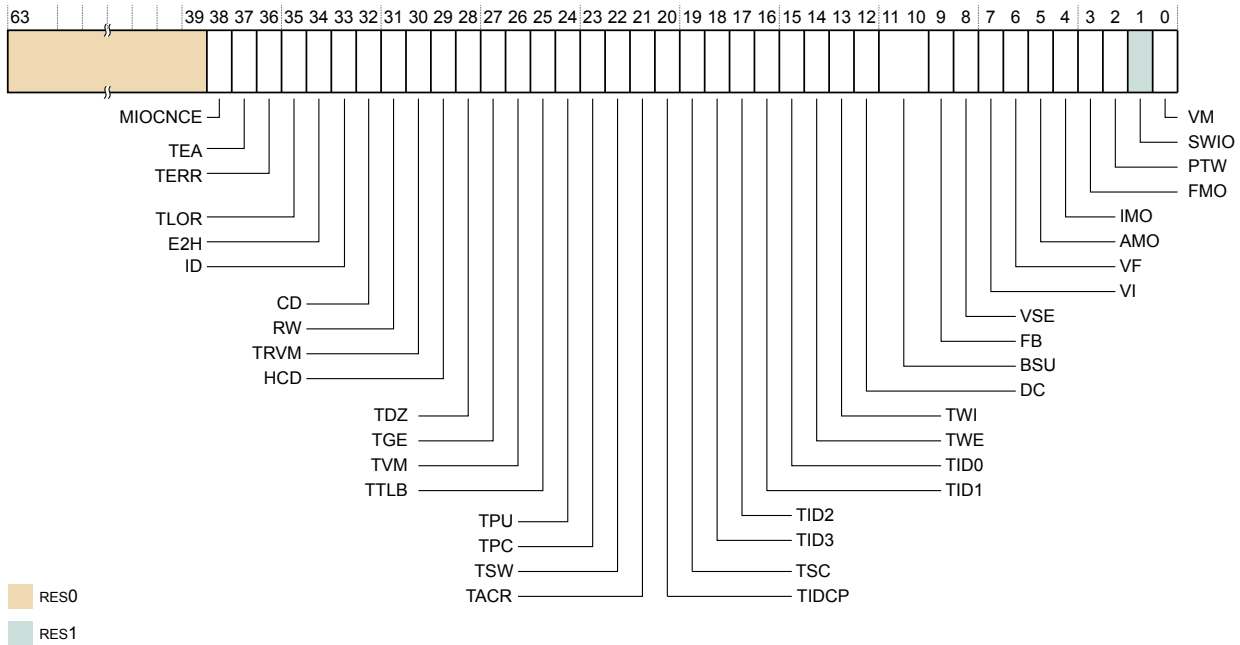 63 39 38 37 36 35 34 33 32 31 30 29 28 27 26 25 24 23 22 21 20 19 18 17 16 15 14 13 12 11 10 9 8 7 6 5 4 3 2 1 0
MIOCNCE VM
TEA SWIO
TERR PTW
FMO
TLOR IMO
E2H AMO
ID VF
VI
CD VSE
RW FB
TRVM BSU
HCD DC
TDZ TWI
TGE TWE
TVM TID0
TTLB TID1
TPU TID2
TPC TID3
TSW TSC
TACR TIDCP
RES0
RES1